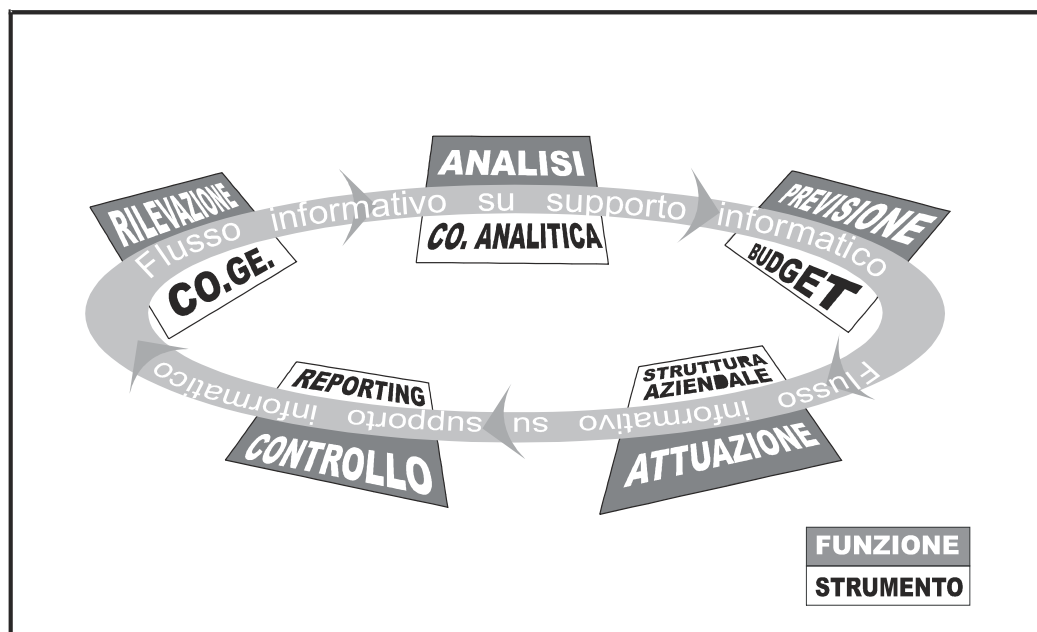 RILEVAZIONE
CO.GE.
ANALISI
CO. ANALITICA
PREVISIONE
BUDGET
Flusso informativo su supporto informatico
STRUTTURA
AZIENDALE
ATTUAZIONE
REPORTING
CONTROLLO
Flusso informativo su supporto informatico
FUNZIONE
STRUMENTO